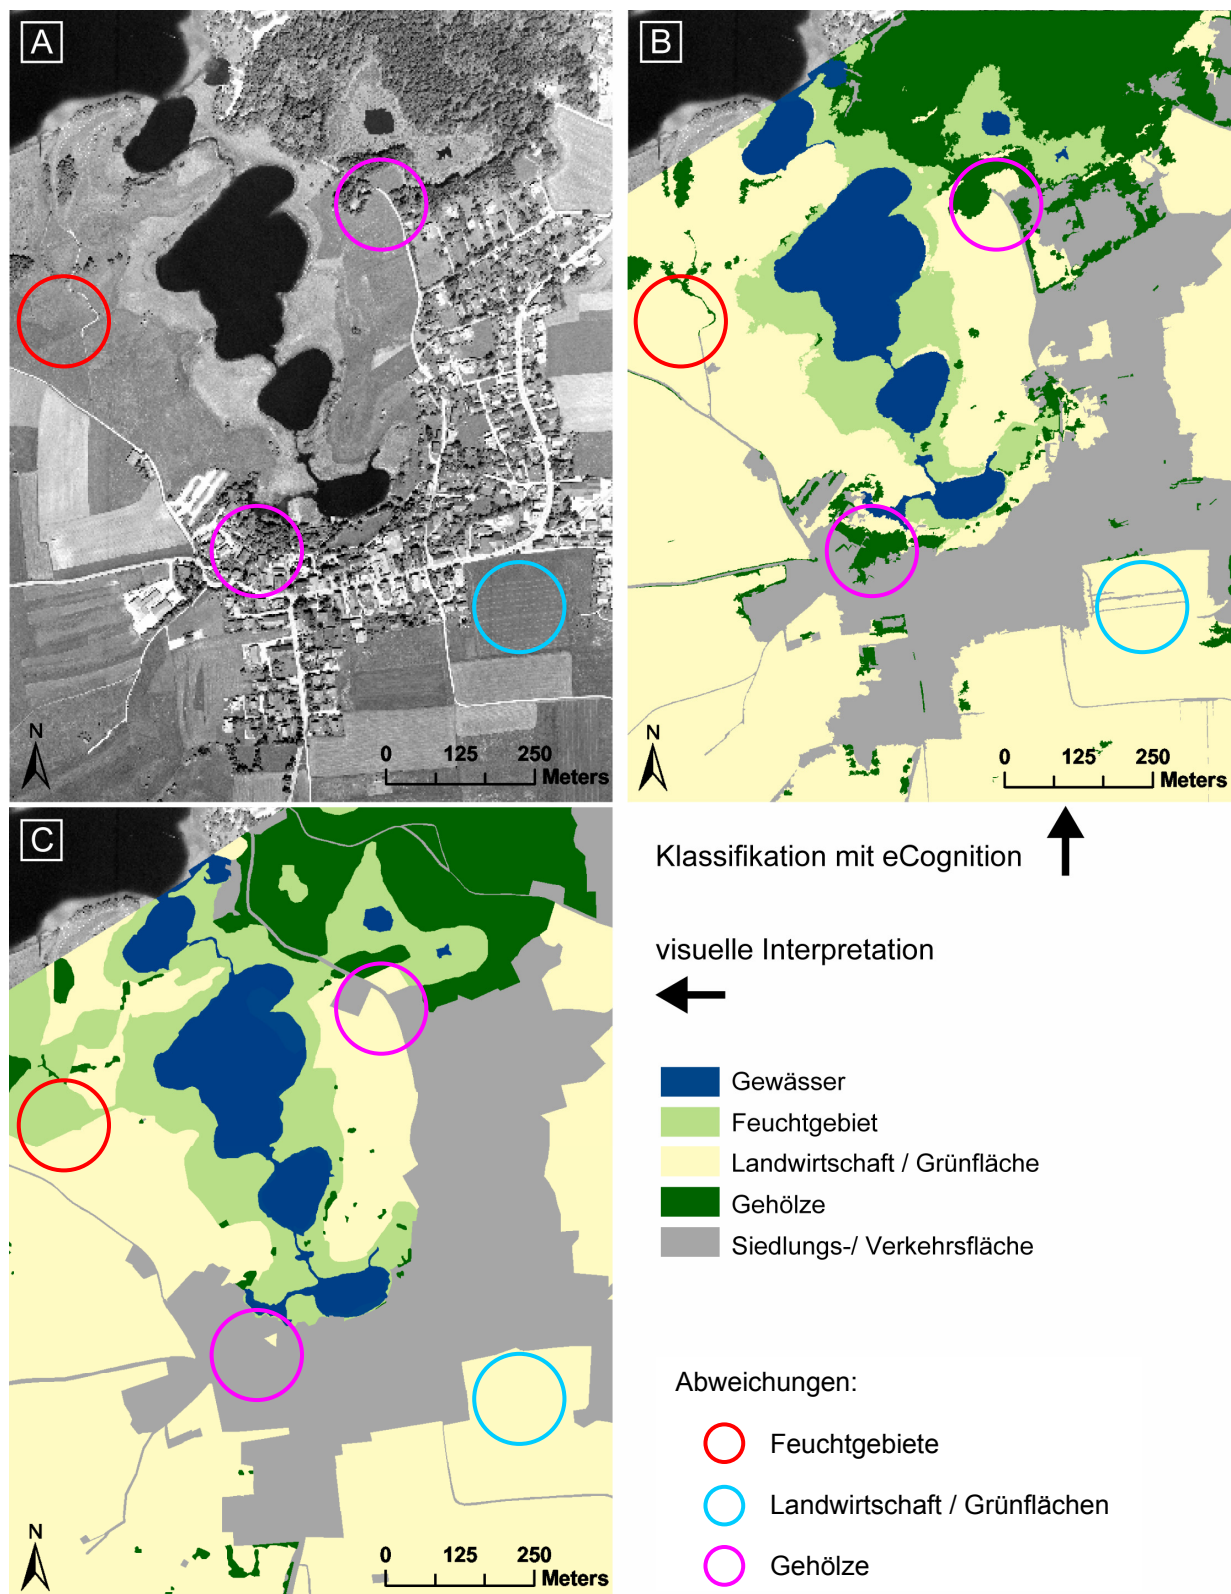 A
B
N
0 125 250
Meters
N
0 125 250
Meters
C
Klassifikation mit eCognition
visuelle Interpretation
Gewässer
Feuchtgebiet
Landwirtschaft / Grünfläche
Gehölze
Siedlungs-/ Verkehrsfläche
Abweichungen:
Feuchtgebiete
Landwirtschaft / Grünflächen
Gehölze
N
0 125 250
Meters